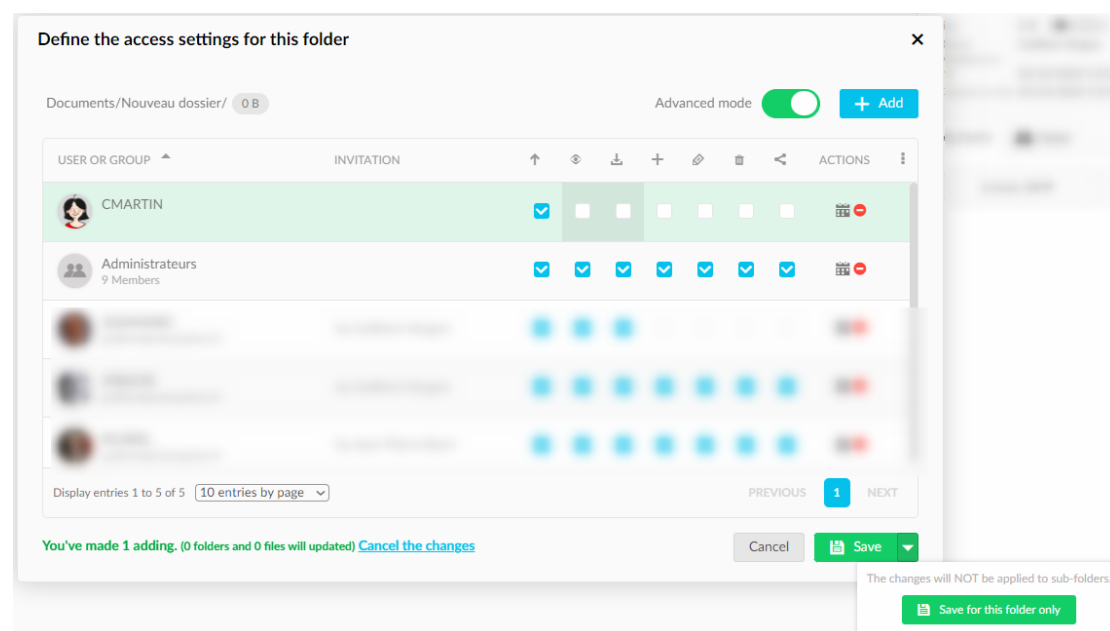 Define the access settings for this folder
Documents/Nouveau dossier/ 0 B
Advanced mode
Add
USER OR GROUP INVITATION ACTIONS
CMARTIN
Administrateurs
9 Members
Display entries 1 to 5 of 5 10 entries by page PREVIOUS 1 NEXT
You've made 1 adding. (0 folders and 0 files will updated) Cancel the changes
Cancel
Save
The changes will NOT be applied to sub-folders.
Save for this folder only